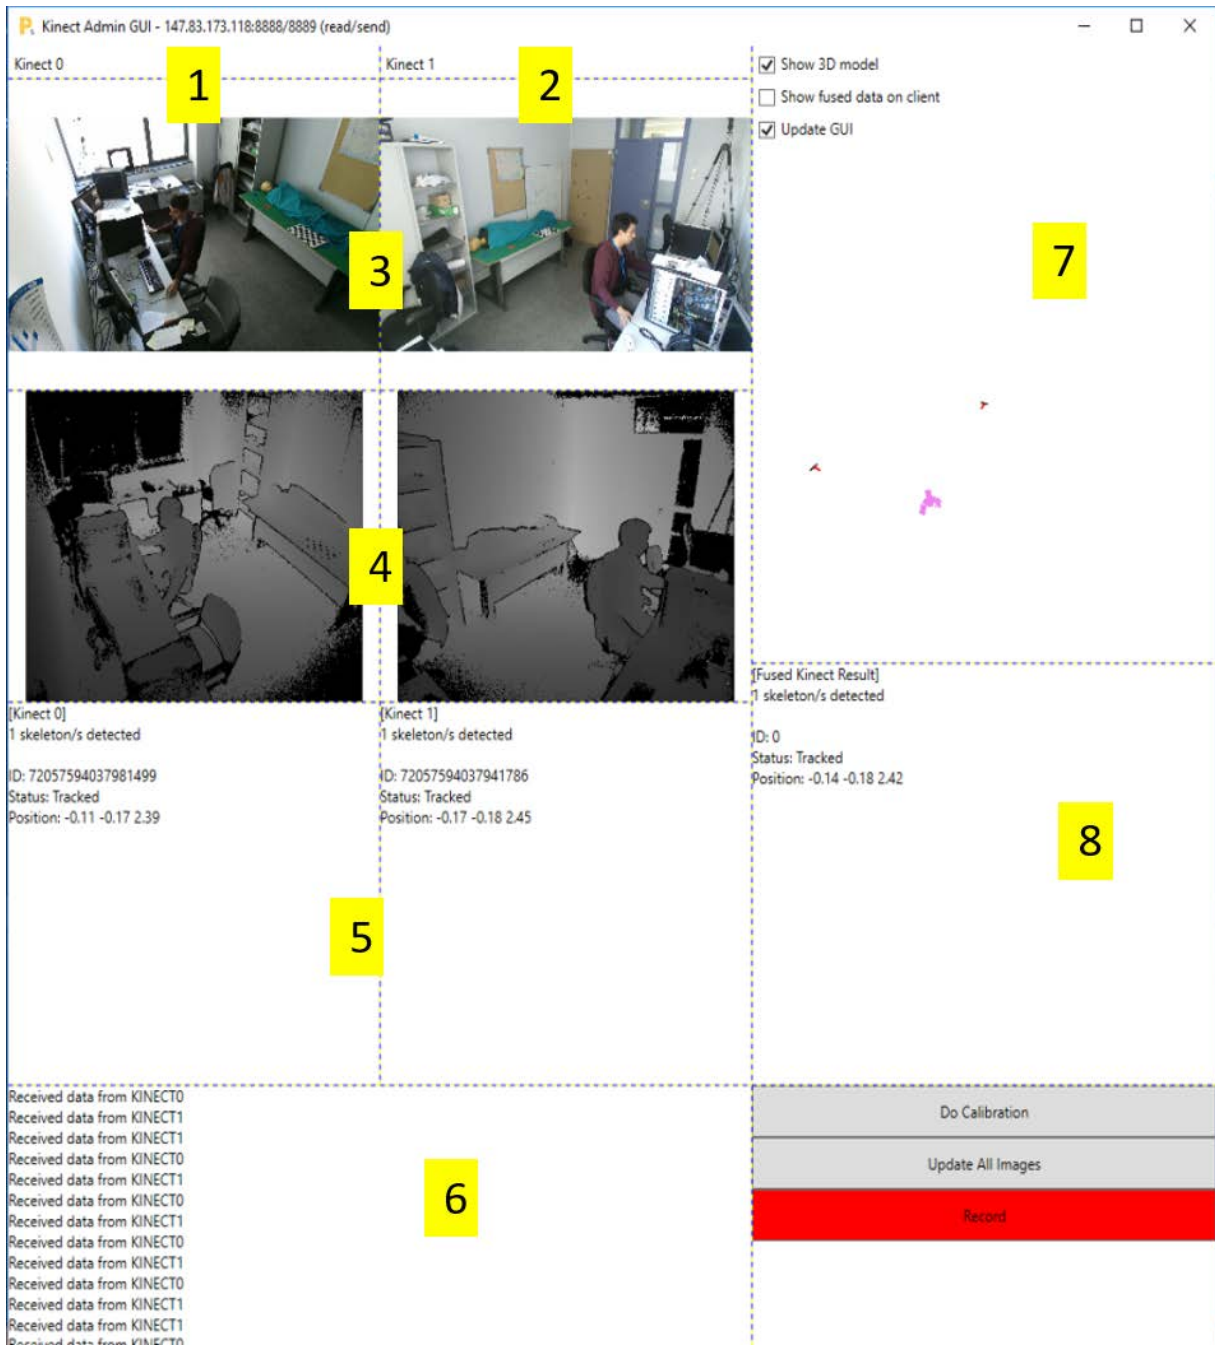 Kinect Admin GUI - 147.83.173.118:8888/8889 (read/send)
Kinect 0
1
Kinect 1
2
Show 3D model
Show fused data on client
Update GUI
3
7
4
[Kinect 0]
1 skeleton/s detected
ID: 72057594037981499
Status: Tracked
Position: -0.11 -0.17 2.39
[Kinect 1]
1 skeleton/s detected
ID: 72057594037941786
Status: Tracked
Position: -0.17 -0.18 2.45
5
[Fused Kinect Result]
1 skeleton/s detected
ID: 0
Status: Tracked
Position: -0.14 -0.18 2.42
8
Received data from KINECT0
Received data from KINECT1
Received data from KINECT1
Received data from KINECT0
Received data from KINECT1
Received data from KINECT0
Received data from KINECT1
Received data from KINECT0
Received data from KINECT1
Received data from KINECT0
Received data from KINECT1
Received data from KINECT1
Received data from KINECT0
6
Do Calibration
Update All Images
Record